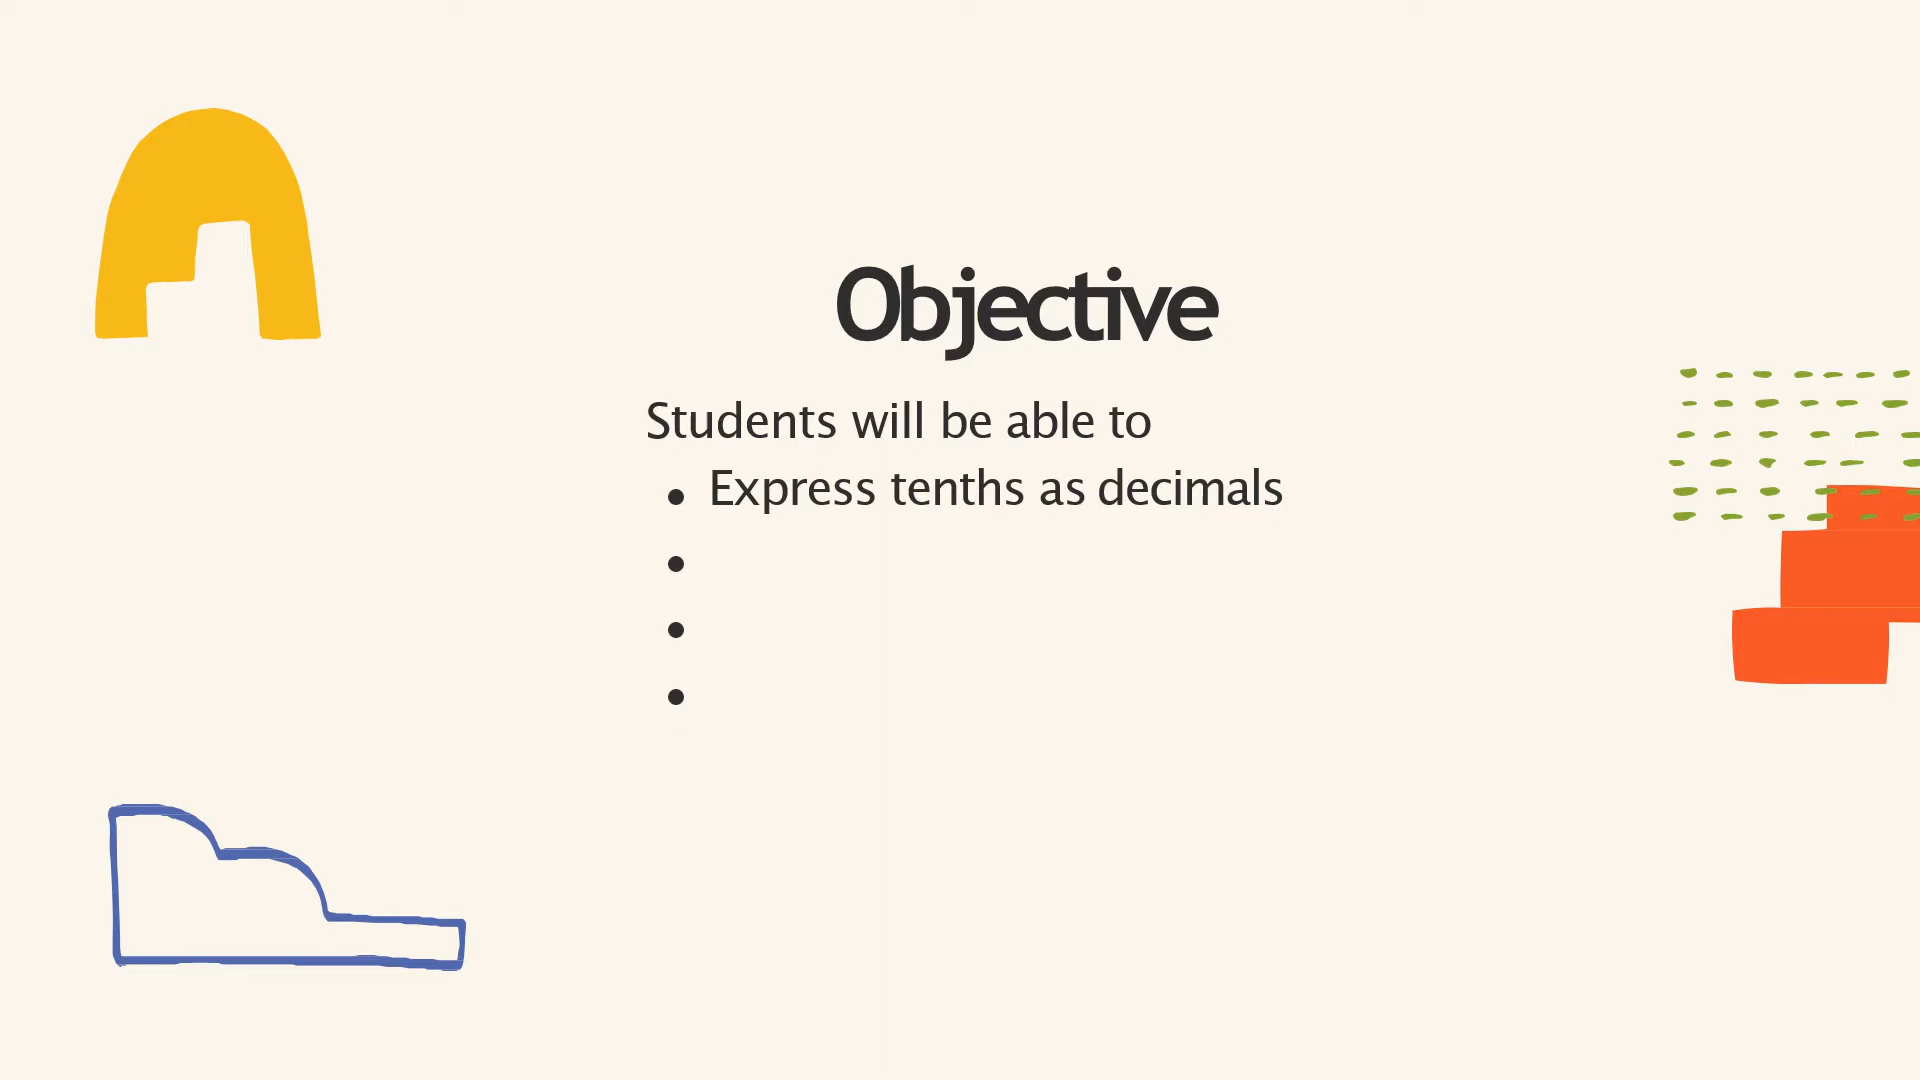 Objective
Students will be able to
• Express tenths as decimals
•
•
•